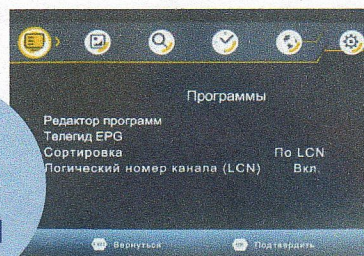 Программы
Редактор программ
Телегид EPG
Сортировка По LCN
Логический номер канала (LCN) Вкл.
Вернуться Подтвердить